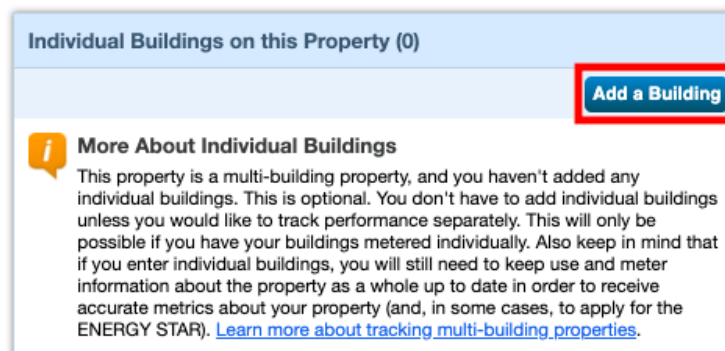 Individual Buildings on this Property (0)
Add a Building
i
More About Individual Buildings
This property is a multi-building property, and you haven't added any
individual buildings. This is optional. You don't have to add individual buildings
unless you would like to track performance separately. This will only be
possible if you have your buildings metered individually. Also keep in mind that
if you enter individual buildings, you will still need to keep use and meter
information about the property as a whole up to date in order to receive
accurate metrics about your property (and, in some cases, to apply for the
ENERGY STAR). Learn more about tracking multi-building properties.